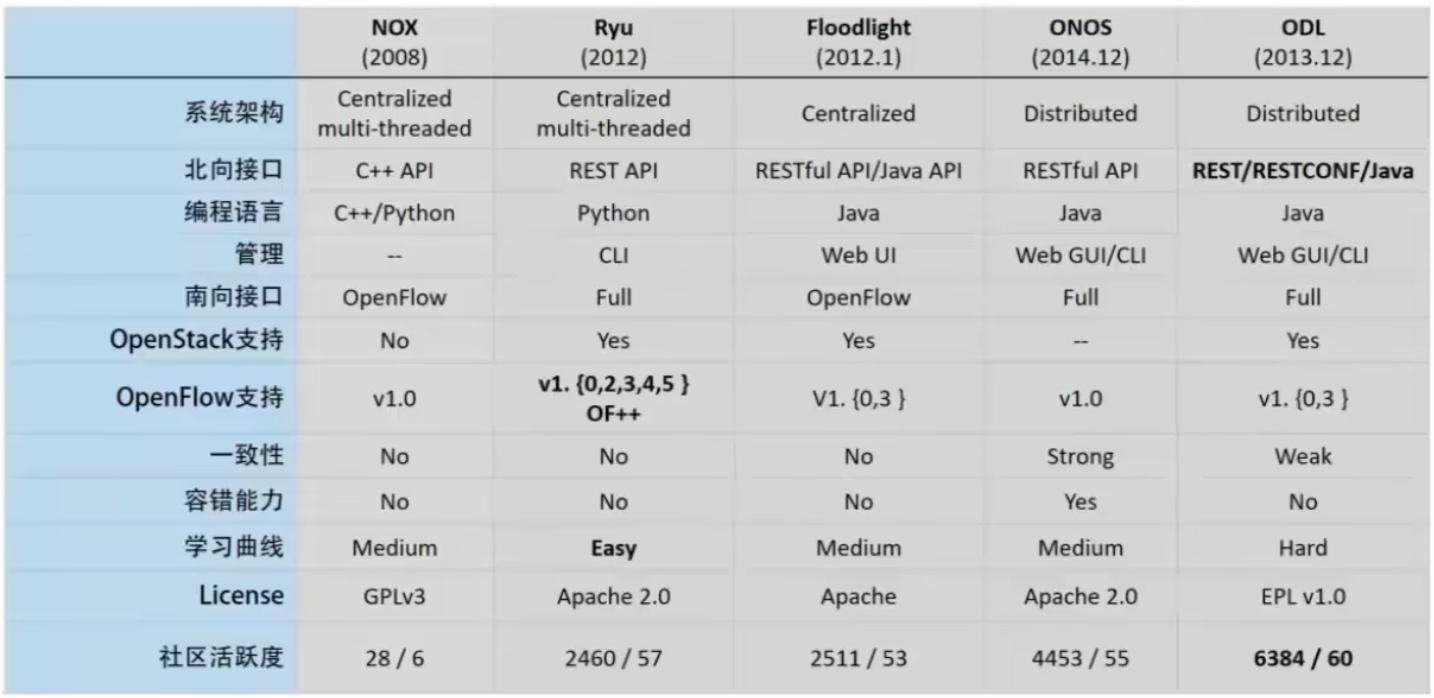 NOX Ryu Floodlight ONOS ODL
(2008) (2012) (2012.1) (2014.12) (2013.12)
系统架构 Centralized multi-threaded Centralized multi-threaded Centralized Distributed Distributed
北向接口 C++ API REST API RESTful API/Java API RESTful API REST/RESTCONF/Java
编程语言 C++/Python Python Java Java Java
管理 -- CLI Web UI Web GUI/CLI Web GUI/CLI
南向接口 OpenFlow Full OpenFlow Full Full
OpenStack支持 No Yes Yes -- Yes
OpenFlow支持 v1.0 v1. {0,2,3,4,5 } OF++ V1. {0,3 } v1.0 v1. {0,3 }
一致性 No No No Strong Weak
容错能力 No No No Yes No
学习曲线 Medium Easy Medium Medium Hard
License GPLv3 Apache 2.0 Apache Apache 2.0 EPL v1.0
社区活跃度 28 / 6 2460 / 57 2511 / 53 4453 / 55 6384 / 60